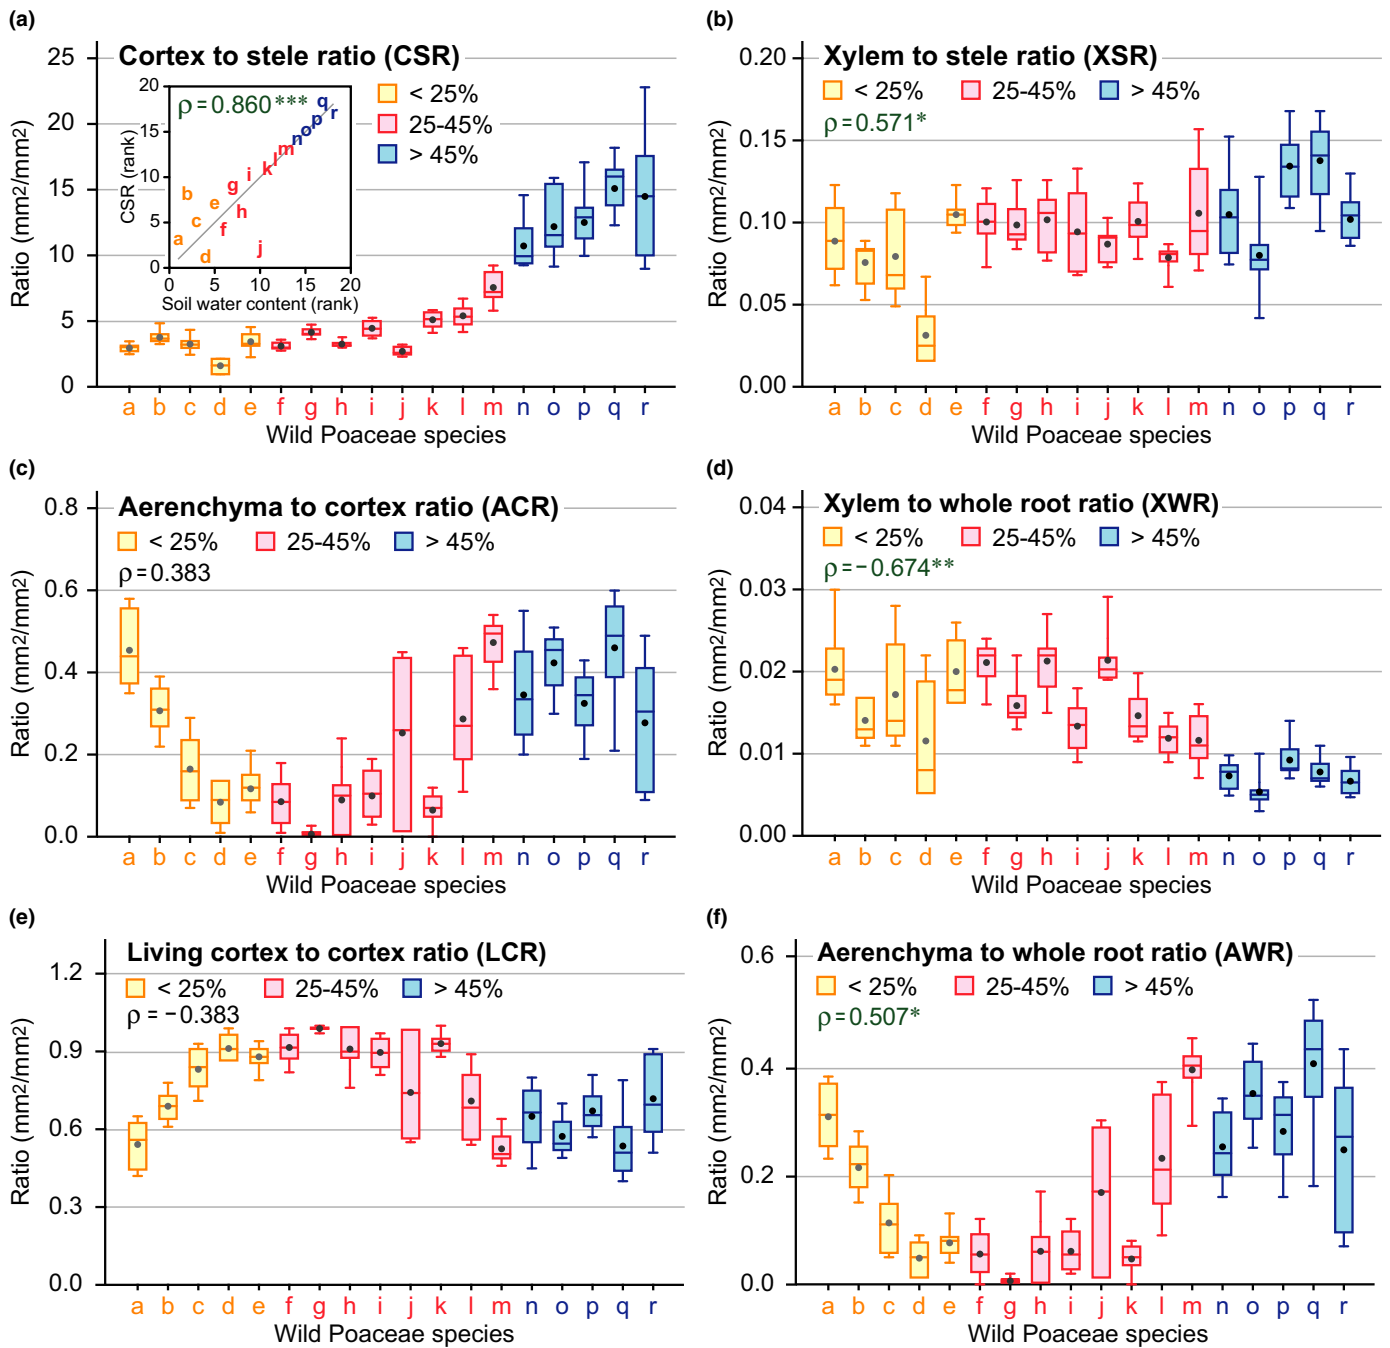 (a)
Cortex to stele ratio (CSR)
< 25%
25-45%
> 45%
Ratio (mm2/mm2)
25
20
15
10
5
0
ρ=0.860***
CSR (rank)
20
15
10
5
0
a b c d e f g h i j k l m n o p q r
0 10 20
Soil water content (rank)
a b c d e f g h i j k l m n o p q r
Wild Poaceae species
(b)
Xylem to stele ratio (XSR)
< 25% 25-45% > 45%
ρ=0.571*
Ratio (mm2/mm2)
0.20
0.15
0.10
0.05
0.00
a b c d e f g h i j k l m n o p q r
Wild Poaceae species
(c)
Aerenchyma to cortex ratio (ACR)
< 25% 25-45% > 45%
ρ=0.383
Ratio (mm2/mm2)
0.8
0.6
0.4
0.2
0.0
a b c d e f g h i j k l m n o p q r
Wild Poaceae species
(d)
Xylem to whole root ratio (XWR)
< 25% 25-45% > 45%
ρ=−0.674**
Ratio (mm2/mm2)
0.04
0.03
0.02
0.01
0.00
a b c d e f g h i j k l m n o p q r
Wild Poaceae species
(e)
Living cortex to cortex ratio (LCR)
< 25% 25-45% > 45%
ρ = −0.383
Ratio (mm2/mm2)
1.2
0.9
0.6
0.3
0.0
a b c d e f g h i j k l m n o p q r
Wild Poaceae species
(f)
Aerenchyma to whole root ratio (AWR)
< 25% 25-45% > 45%
ρ=0.507*
Ratio (mm2/mm2)
0.6
0.4
0.2
0.0
a b c d e f g h i j k l m n o p q r
Wild Poaceae species